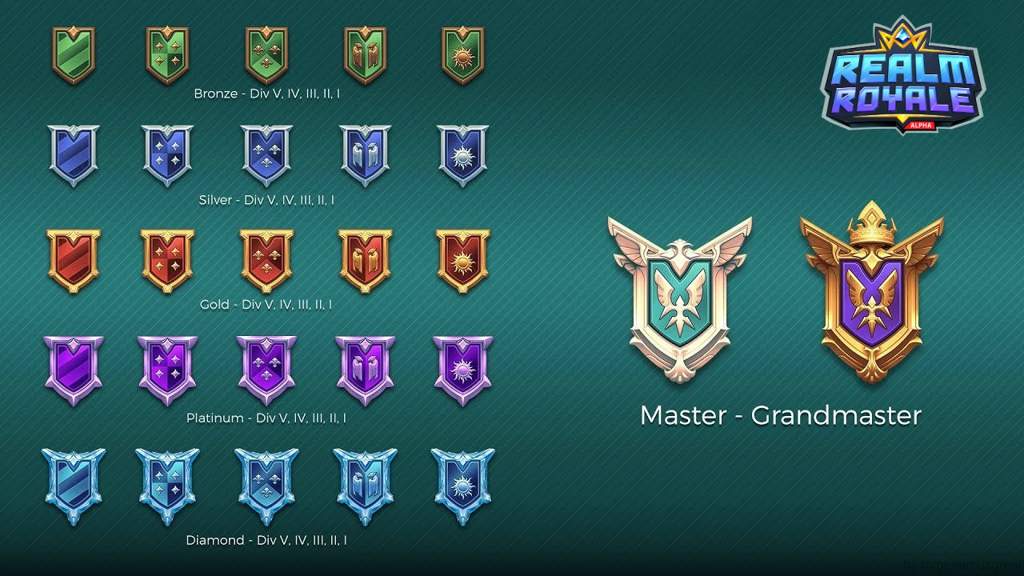 Bronze - Div V, IV, III, II, I
REALM
ROYALE
ALPHA
Silver - Div V, IV, III, II, I
Gold - Div V, IV, III, II, I
Platinum - Div V, IV, III, II, I
Diamond - Div V, IV, III, II, I
Master - Grandmaster